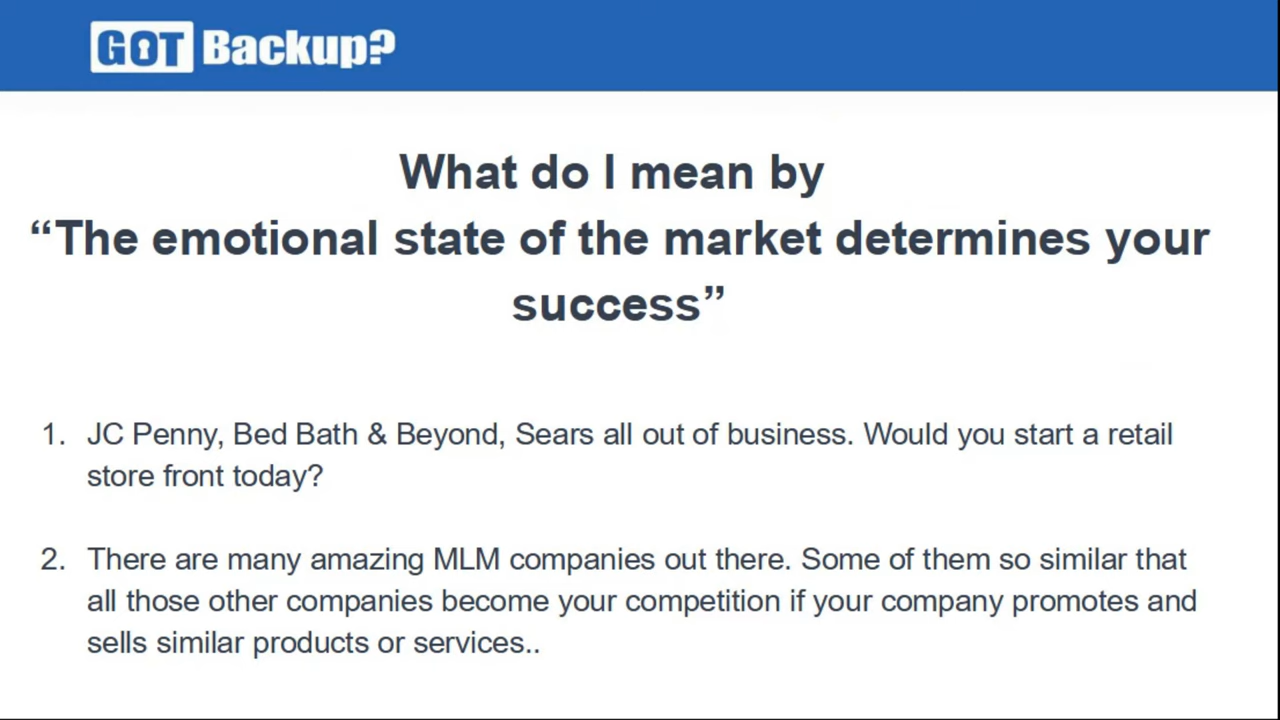 GOT Backup?
What do I mean by
“The emotional state of the market determines your
success”
1. JC Penny, Bed Bath & Beyond, Sears all out of business. Would you start a retail
store front today?
2. There are many amazing MLM companies out there. Some of them so similar that
all those other companies become your competition if your company promotes and
sells similar products or services..